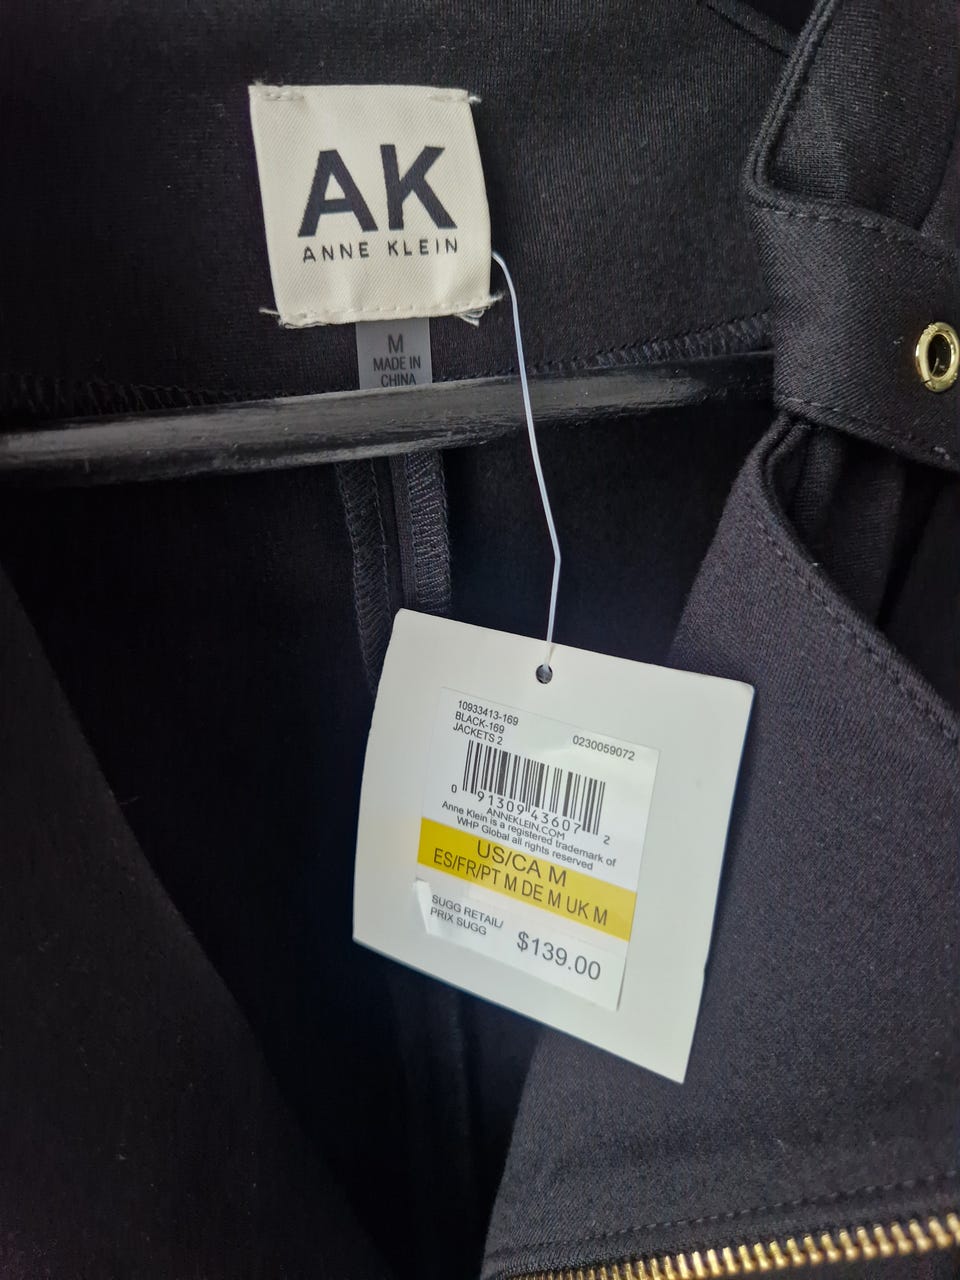 AK
ANNE KLEIN
M
MADE IN
CHINA
10933413-169
BLACK-169
JACKETS 2
0230059072
0 91309 43607 2
ANNEKLEIN.COM
Anne Klein is a registered trademark of
WHP Global all rights reserved
US/CA M
ES/FR/PT M DE M UK M
SUGG RETAIL/
PRIX SUGG
$139.00